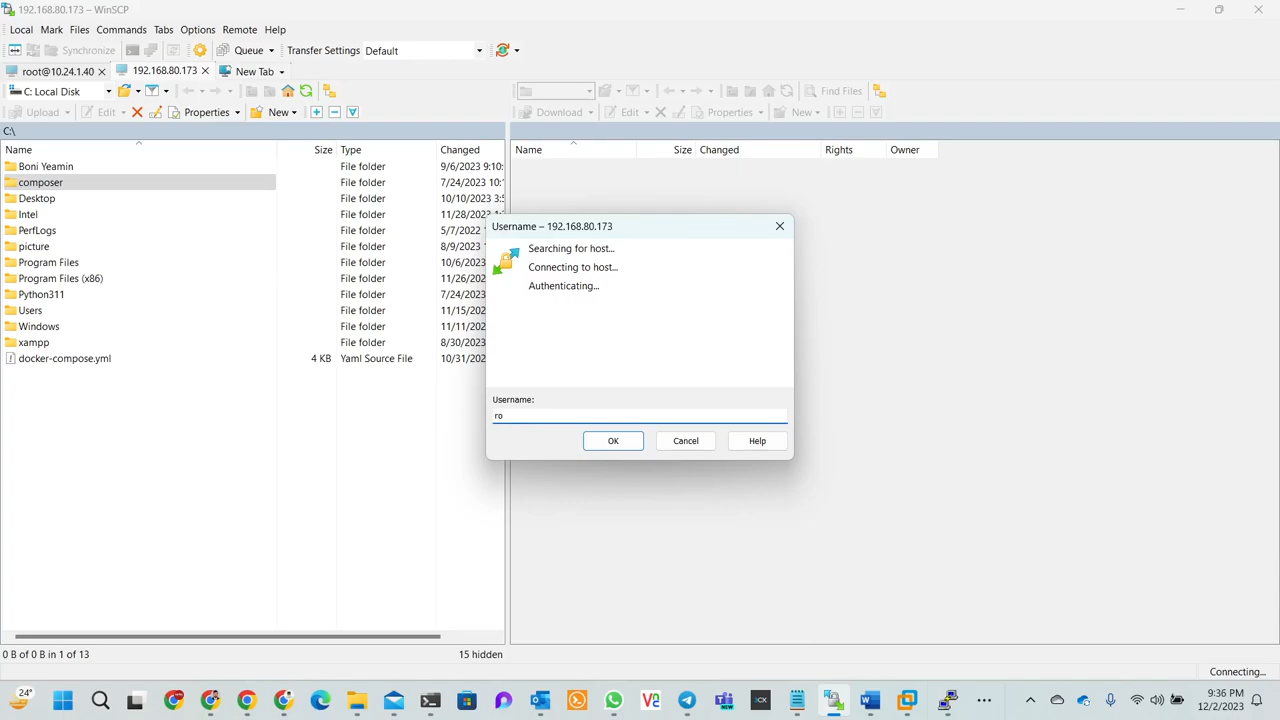 192.168.80.173 – WinSCP
Local Mark Files Commands Tabs Options Remote Help
Synchronize Queue Transfer Settings Default
root@10.24.1.40 192.168.80.173 New Tab
C: Local Disk Find Files
Upload Edit Properties New Download Edit Properties New
C:\
Name Size Type Changed Name Size Changed Rights Owner
Boni Yeamin File folder 9/6/2023 9:10:
composer File folder 7/24/2023 10:
Desktop File folder 10/10/2023 3:5
Intel File folder 11/28/2023
PerfLogs File folder 5/7/2022
picture File folder 8/9/2023
Program Files File folder 10/6/2023
Program Files (x86) File folder 11/26/202
Python311 File folder 7/24/2023
Users File folder 11/15/202
Windows File folder 11/11/202
xampp File folder 8/30/2023
docker-compose.yml 4 KB Yaml Source File 10/31/202
Username – 192.168.80.173
Searching for host...
Connecting to host...
Authenticating...
Username:
ro
OK Cancel Help
0 B of 0 B in 1 of 13 15 hidden
Connecting...
24°
9:36 PM
12/2/2023